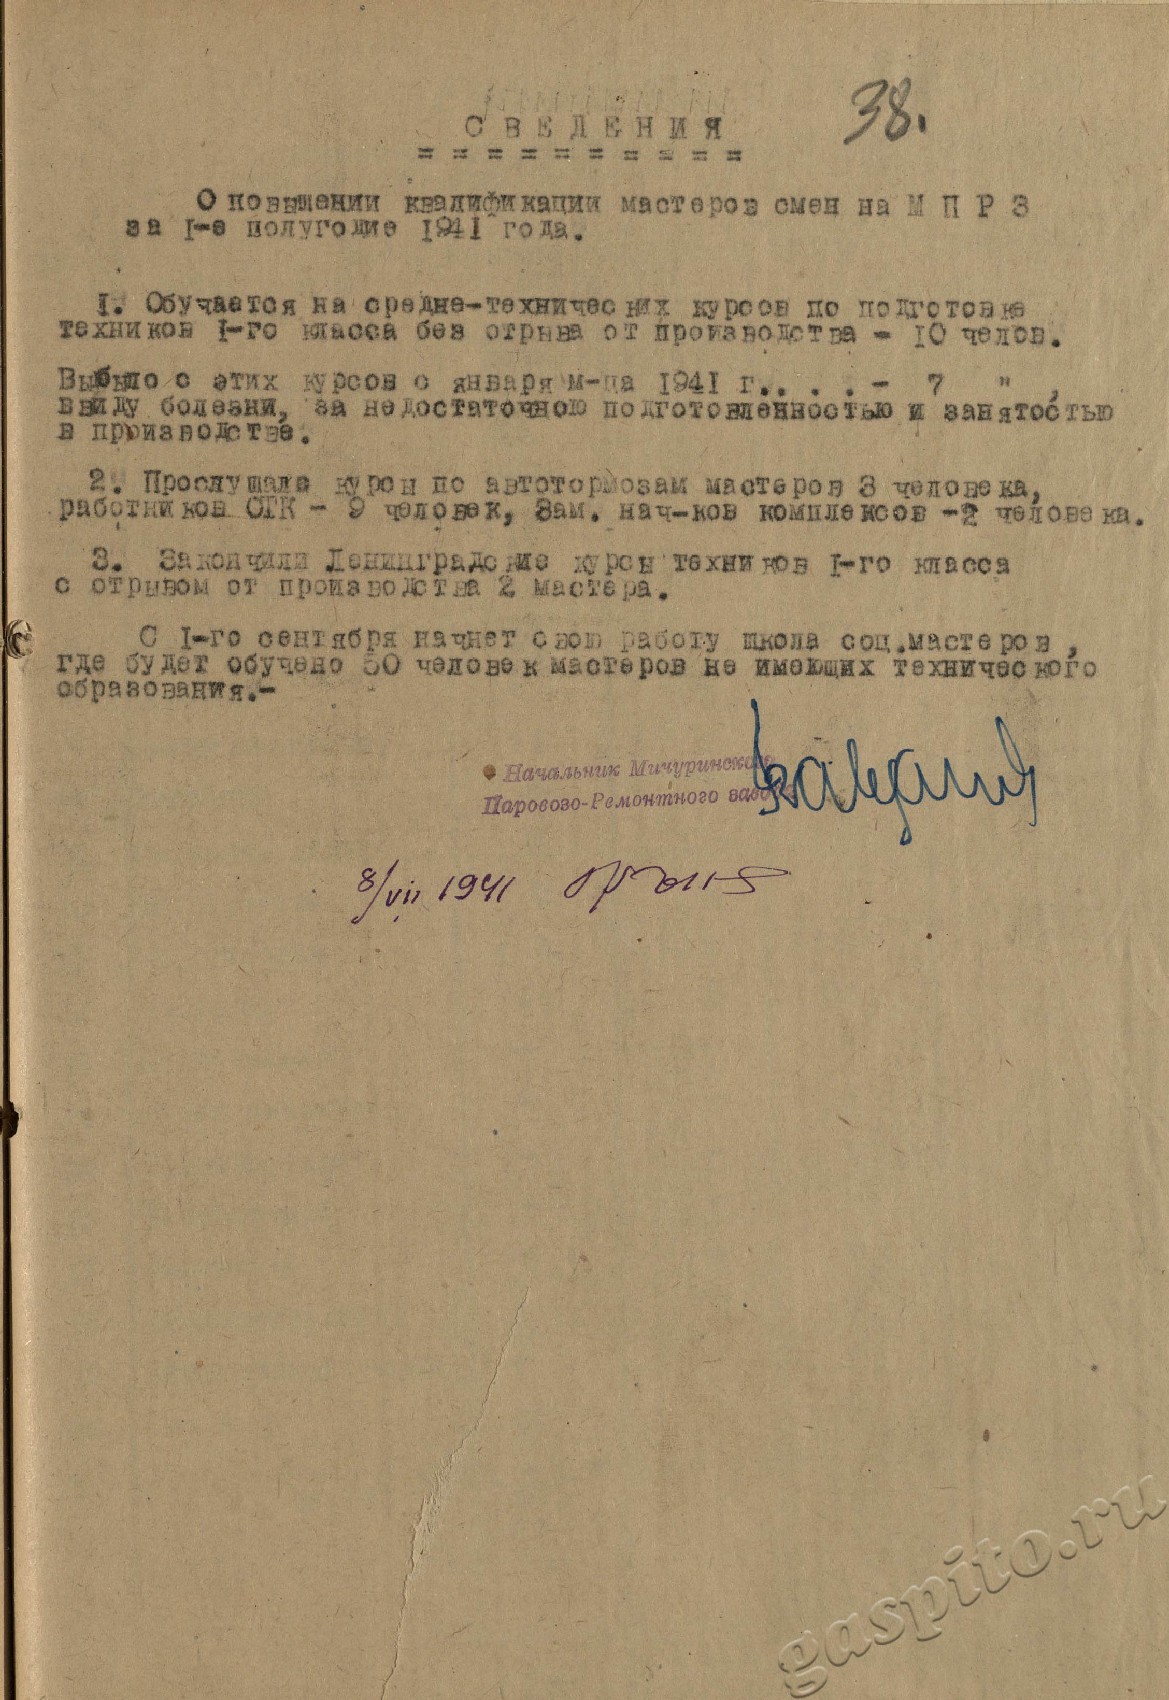 38.
С В Е Д Е Н И Я
= = = = = = = = = =
О повышении квалификации мастеров смен на М П Р З
за I-е полугодие 1941 года.
I. Обучается на средне-технических курсов по подготовке
техников I-го класса без отрыва от производства - 10 челов.
Выбыло с этих курсов с января м-ца 1941 г.. . . - 7 " ,
ввиду болезни, за недостаточною подготовленностью и занятостью
в производстве.
2. Прослушале курсы по автотормозам мастеров 3 человека,
работников ОТК - 9 человек, Зам. нач-ков комплексов -2 человека.
3. Закончили Ленинградские курсы техников I-го класса
с отрывом от производства 2 мастера.
С I-го сентября начнет свою работу школа соц.мастеров,
где будет обучено 50 человек мастеров не имеющих технического
образования.-
Начальник Мичуринского
Паровозо-Ремонтного завода
8/VII 1941
gaspito.ru